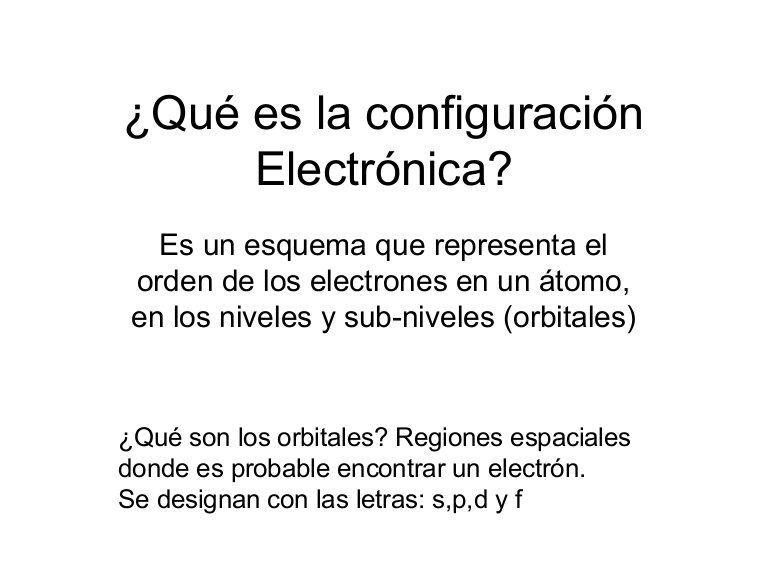 ¿Qué es la configuración
Electrónica?
Es un esquema que representa el
orden de los electrones en un átomo,
en los niveles y sub-niveles (orbitales)
¿Qué son los orbitales? Regiones espaciales
donde es probable encontrar un electrón.
Se designan con las letras: s,p,d y f